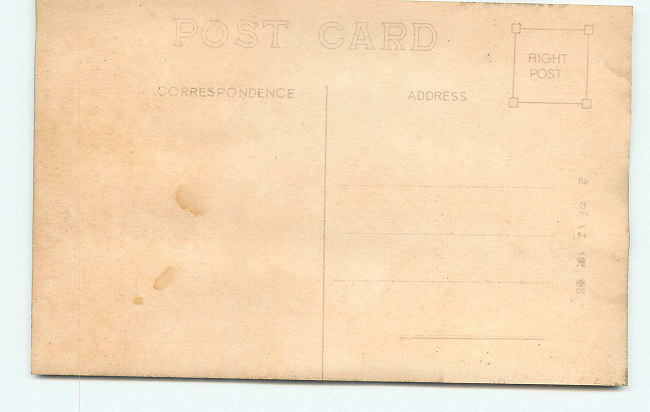 POST CARD
RIGHT
POST
CORRESPONDENCE
ADDRESS